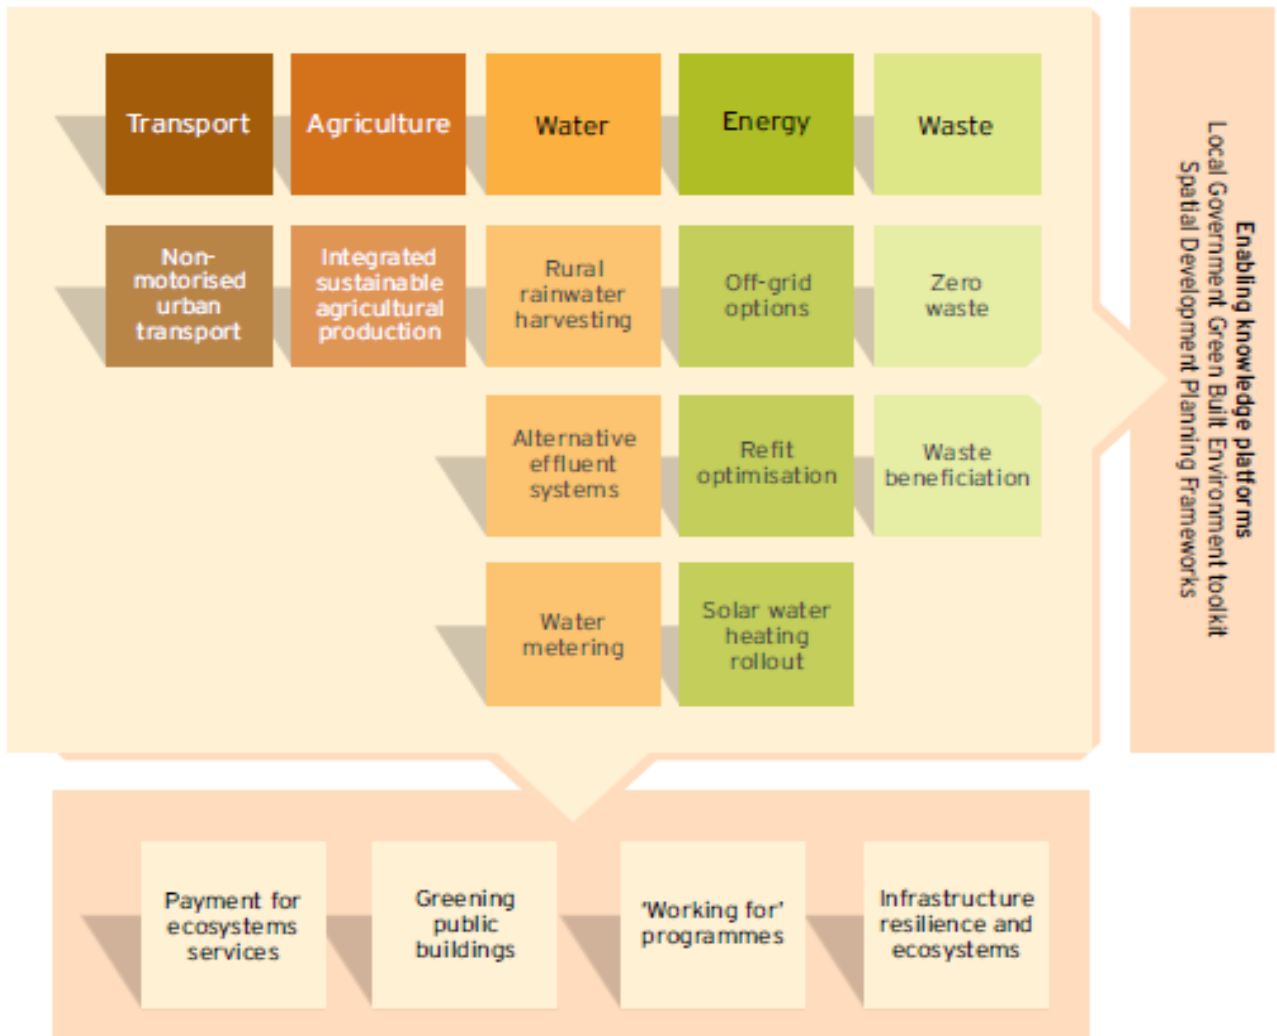 Transport
Agriculture
Water
Energy
Waste
Non-
motorised
urban
transport
Integrated
sustainable
agricultural
production
Rural
rainwater
harvesting
Off-grid
options
Zero
waste
Alternative
effluent
systems
Refit
optimisation
Waste
beneficiation
Water
metering
Solar water
heating
rollout
Enabling knowledge platforms
Local Government Green Built Environment toolkit
Spatial Development Planning Frameworks
Payment for
ecosystems
services
Greening
public
buildings
'Working for'
programmes
Infrastructure
resilience and
ecosystems